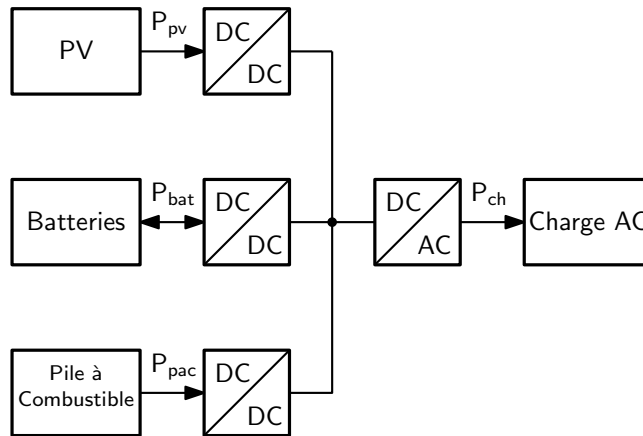 PV
P_pv
DC
DC
Batteries
P_bat
DC
DC
DC
AC
P_ch
Charge AC
Pile à
Combustible
P_pac
DC
DC